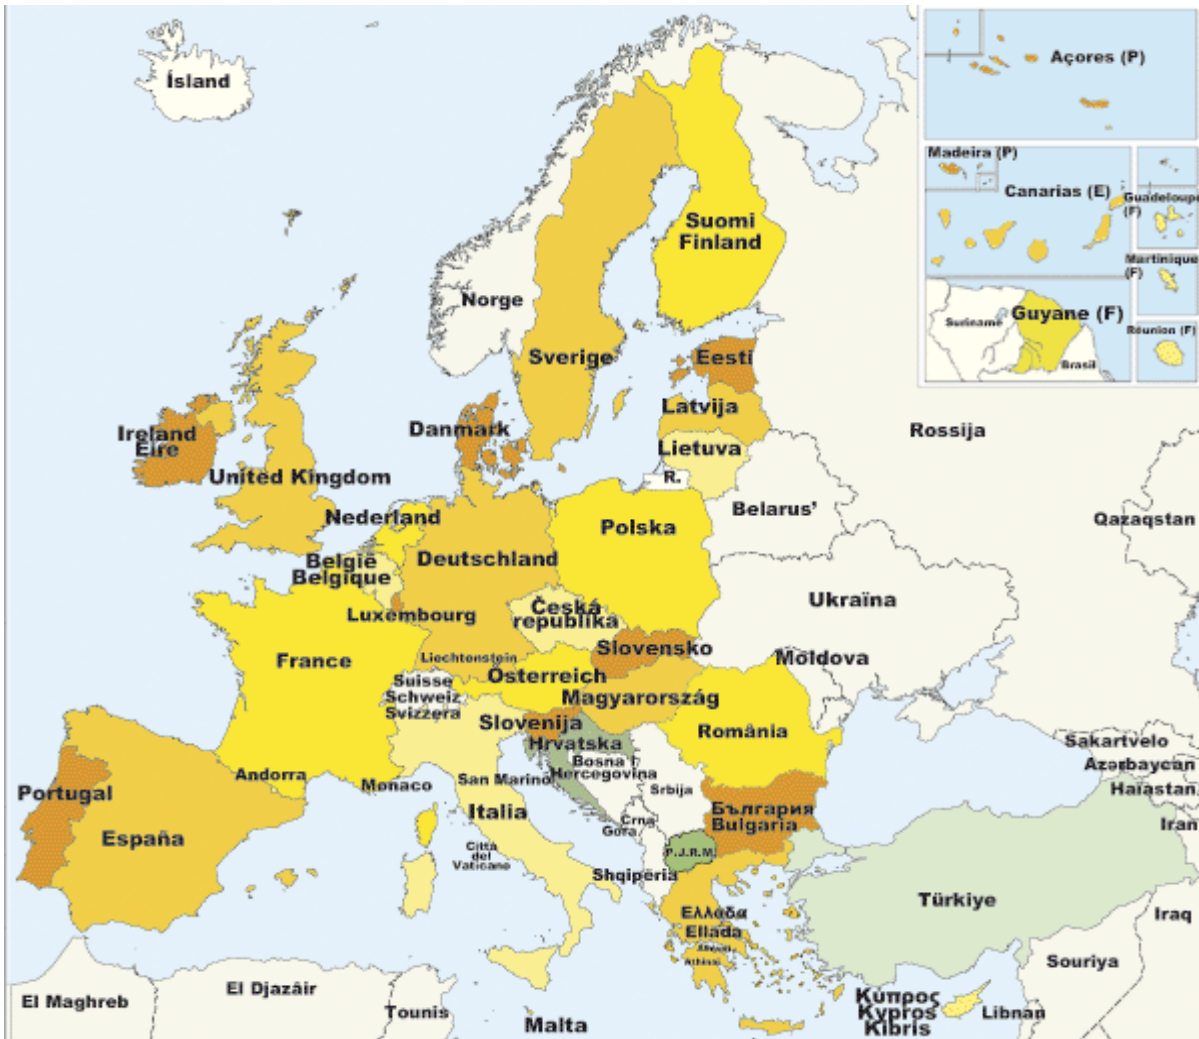 Ísland
Açores (P)
Madeira (P)
Canarias (E)
Guadeloupe
(F)
Martinique
(F)
Guyane (F)
Suriname
Brasil
Réunion (F)
Suomi
Finland
Norge
Sverige
Eesti
Latvija
Lietuva
R.
Rossija
Danmark
Ireland
Eire
United Kingdom
Nederland
België
Belgique
Deutschland
Polska
Belarus'
Qazaqstan
Luxembourg
Česká
republika
Ukraïna
France
Liechtenstein
Slovensko
Moldova
Österreich
Suisse
Schweiz
Svizzera
Magyarország
Slovenija
Hrvatska
România
Sakartvelo
Azərbaycan
Haïastan
Iran
Andorra
Monaco
San Marino
Bosna i
Hercegovina
Srbija
Portugal
España
Italia
Città
del
Vaticano
Crna
Gora
България
Bulgaria
P.J.R.M.
Shqipëria
Türkiye
Ελλάδα
Ellada
Athinai
Iraq
Souriya
El Maghreb
El Djazâir
Tounis
Malta
Κύπρος
Kypros
Kibris
Libnan